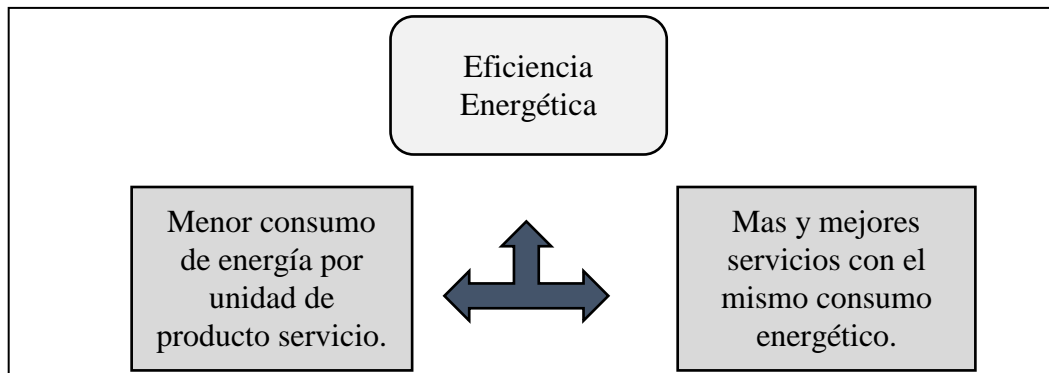 Eficiencia
Energética
Menor consumo
de energía por
unidad de
producto servicio.
Mas y mejores
servicios con el
mismo consumo
energético.